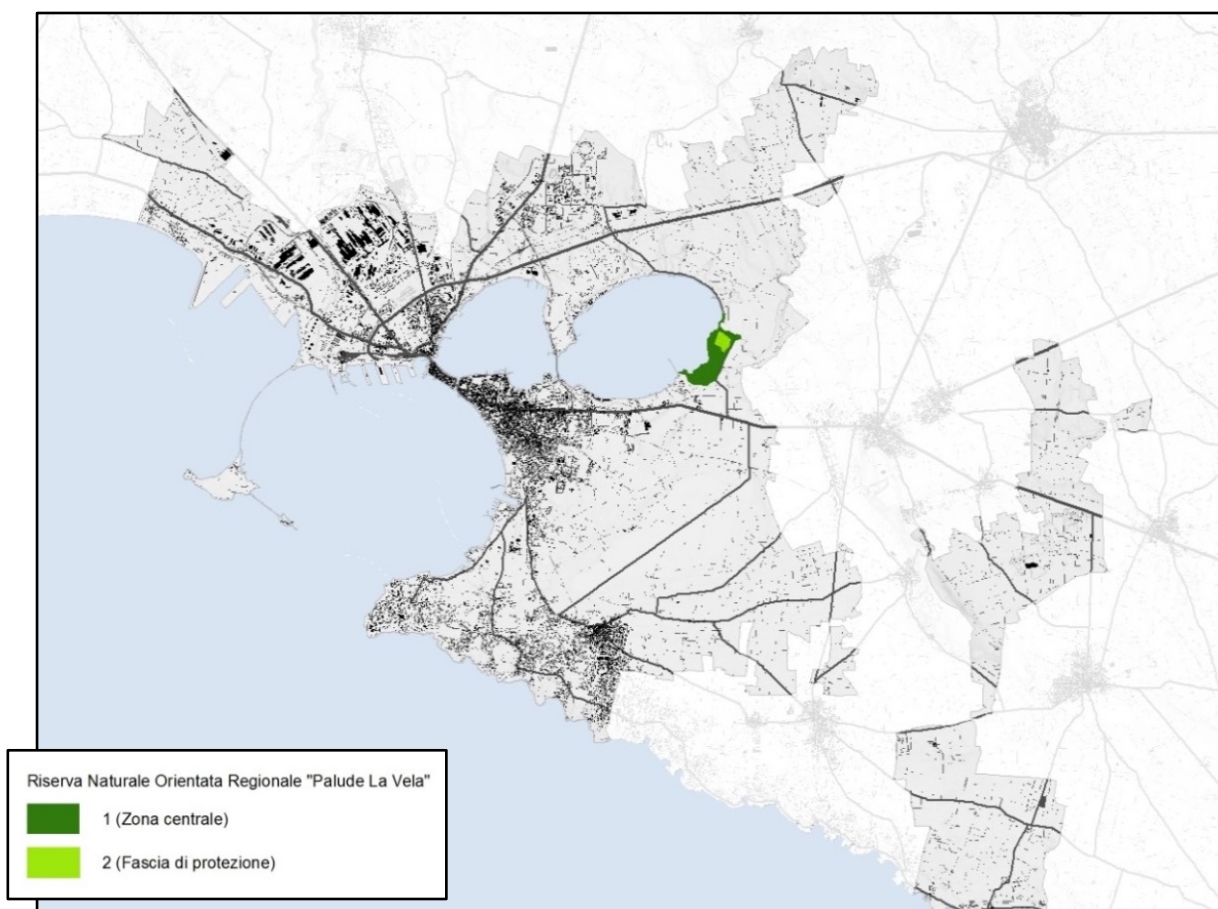 Riserva Naturale Orientata Regionale "Palude La Vela"
1 (Zona centrale)
2 (Fascia di protezione)